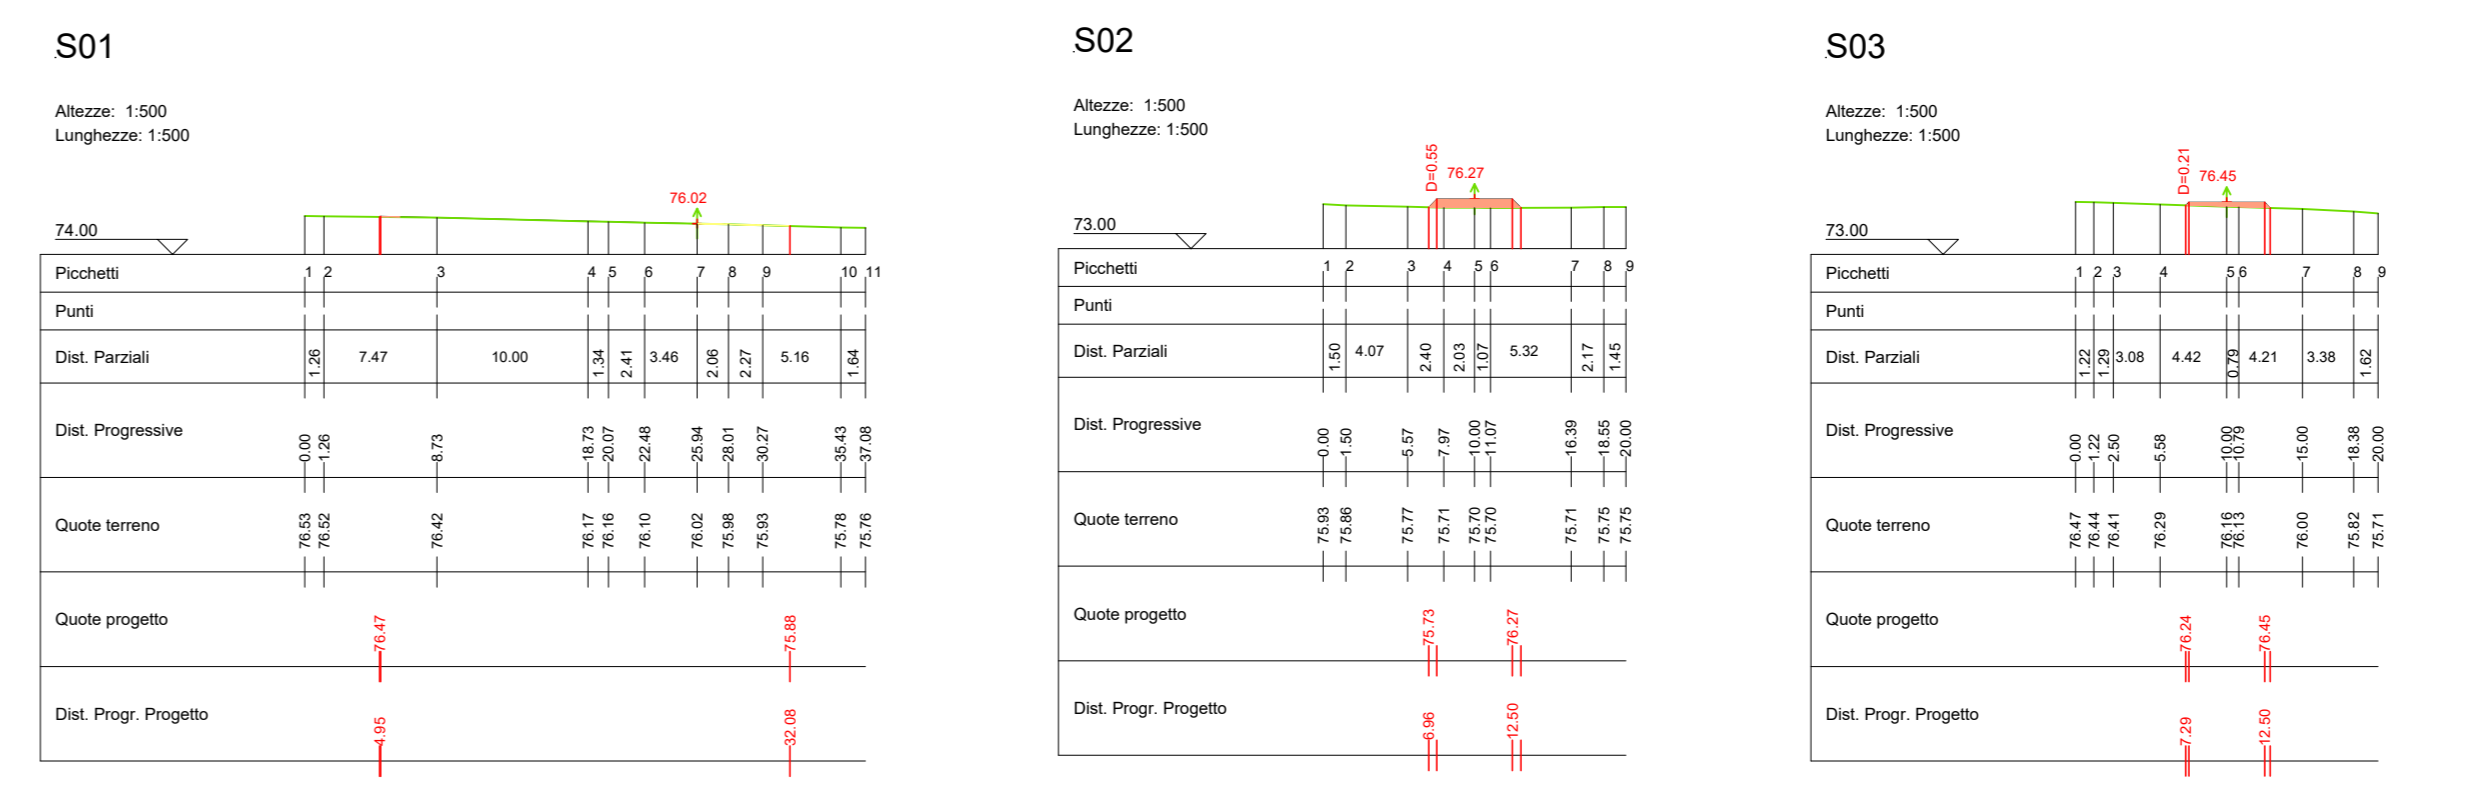 S01
Altezze: 1:500
Lunghezze: 1:500
76.02
74.00
Picchetti 1 2 3 4 5 6 7 8 9 10 11
Punti
Dist. Parziali 1.26 7.47 10.00 1.34 2.41 3.46 2.06 2.27 5.16 1.64
Dist. Progressive 0.00 1.26 8.73 18.73 20.07 22.48 25.94 28.01 30.27 35.43 37.08
Quote terreno 76.53 76.52 76.42 76.17 76.16 76.10 76.02 75.98 75.93 75.78 75.76
Quote progetto 76.47 75.88
Dist. Progr. Progetto 4.95 32.08
S02
Altezze: 1:500
Lunghezze: 1:500
D=0.55 76.27
73.00
Picchetti 1 2 3 4 5 6 7 8 9
Punti
Dist. Parziali 1.50 4.07 2.40 2.03 1.07 5.32 2.17 1.45
Dist. Progressive 0.00 1.50 5.57 7.97 10.00 11.07 16.39 18.55 20.00
Quote terreno 75.93 75.86 75.77 75.71 75.70 75.70 75.71 75.75 75.75
Quote progetto 75.73 76.27
Dist. Progr. Progetto 6.96 12.50
S03
Altezze: 1:500
Lunghezze: 1:500
D=0.21 76.45
73.00
Picchetti 1 2 3 4 5 6 7 8 9
Punti
Dist. Parziali 1.22 1.29 3.08 4.42 0.79 4.21 3.38 1.62
Dist. Progressive 0.00 1.22 2.50 5.58 10.00 10.79 15.00 18.38 20.00
Quote terreno 76.47 76.44 76.41 76.29 76.16 76.13 76.00 75.82 75.71
Quote progetto 76.24 76.45
Dist. Progr. Progetto 7.29 12.50